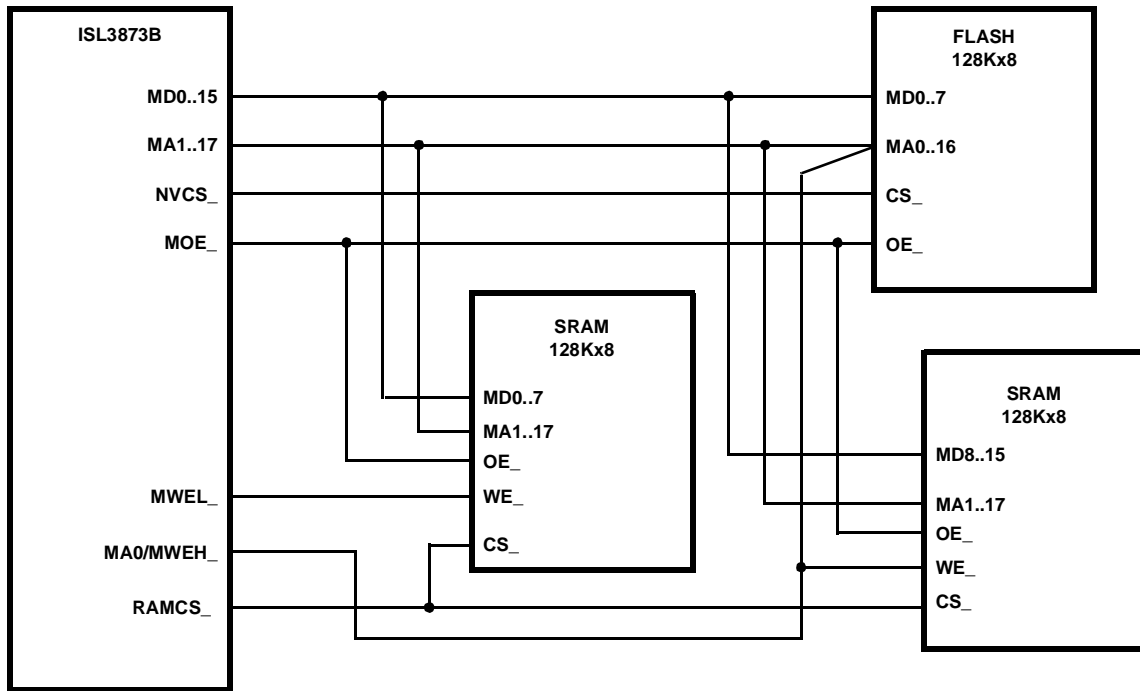 ISL3873B
MD0..15
MA1..17
NVCS_
MOE_
MWEL_
MA0/MWEH_
RAMCS_
FLASH
128Kx8
MD0..7
MA0..16
CS_
OE_
SRAM
128Kx8
MD0..7
MA1..17
OE_
WE_
CS_
SRAM
128Kx8
MD8..15
MA1..17
OE_
WE_
CS_